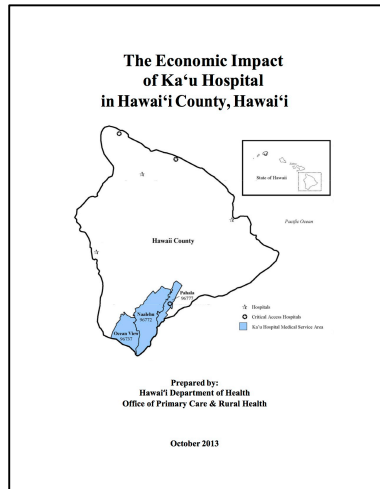 The Economic Impact
of Ka‘u Hospital
in Hawai‘i County, Hawai‘i
State of Hawaii
Pacific Ocean
Hawaii County
Pahala
96777
Naalehu
96772
Ocean View
96737
Hospitals
Critical Access Hospitals
Ka'u Hospital Medical Service Area
Prepared by:
Hawai‘i Department of Health
Office of Primary Care & Rural Health
October 2013